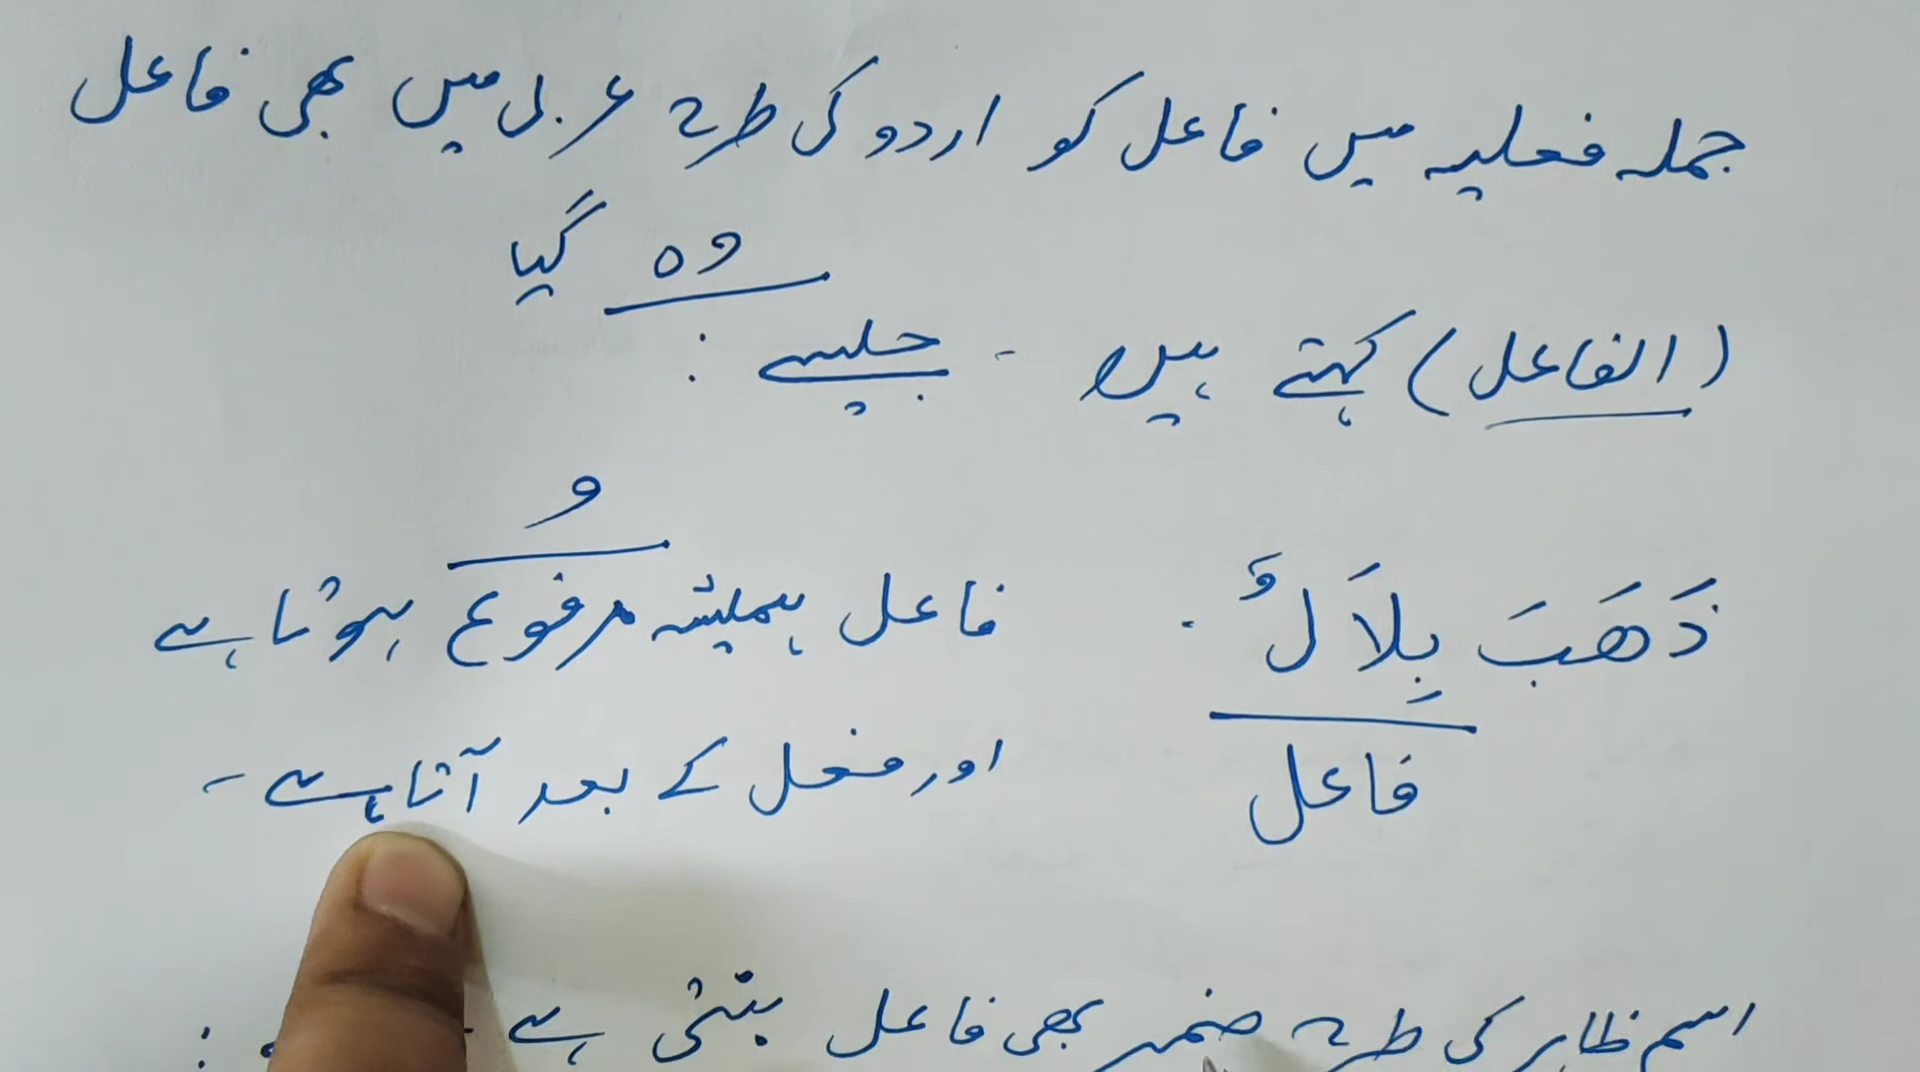 جملہ فعلیہ میں فاعل کو اردو کی طرح عربی میں بھی فاعل
وہ گیا
(الفاعل) کہتے ہیں - جیسے :
و
ذَهَبَ بِلاَلٌ . فاعل ہمیشہ مرفوع ہوتا ہے
فاعل اور فعل کے بعد آتا ہے -
اسم ظاہر کی طرح ضمیر بھی فاعل بنتی ہے - :